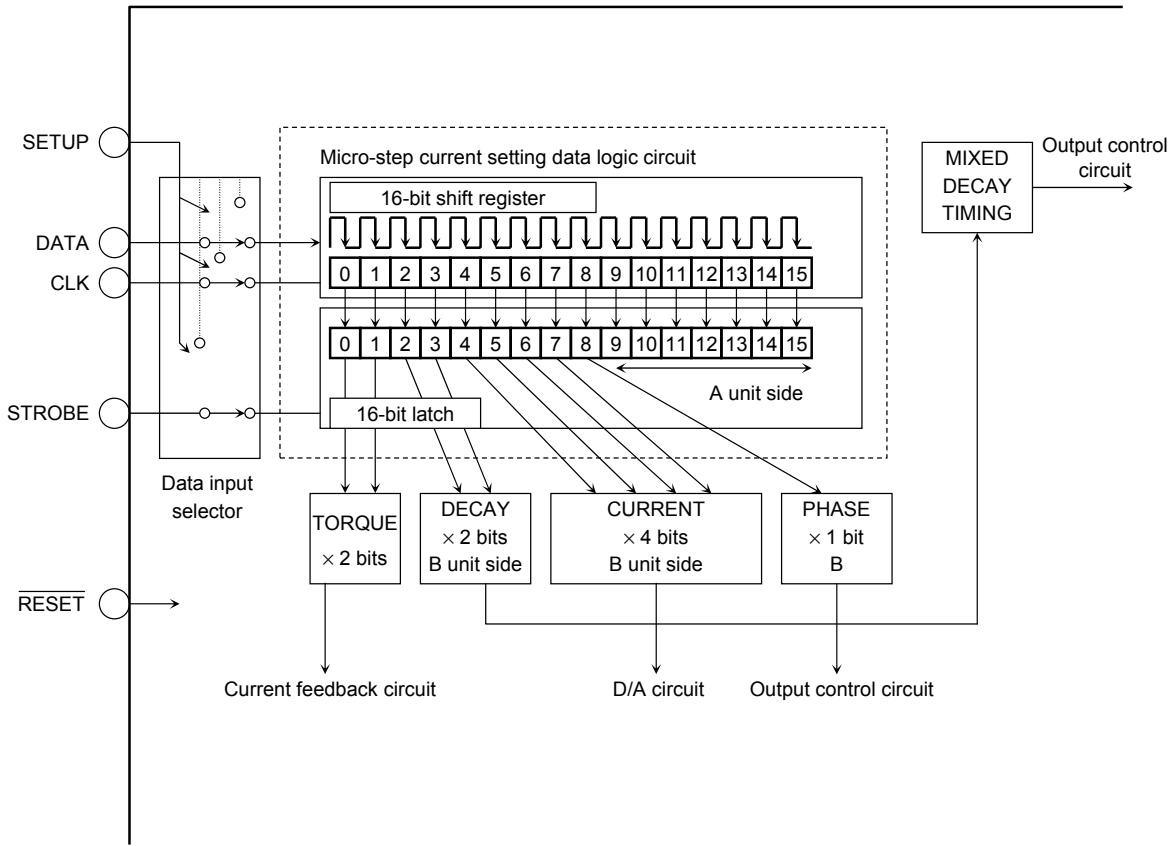 SETUP
DATA
CLK
STROBE
RESET
Data input
selector
Micro-step current setting data logic circuit
16-bit shift register
0 1 2 3 4 5 6 7 8 9 10 11 12 13 14 15
0 1 2 3 4 5 6 7 8 9 10 11 12 13 14 15
A unit side
16-bit latch
MIXED
DECAY
TIMING
Output control
circuit
TORQUE
× 2 bits
DECAY
× 2 bits
B unit side
CURRENT
× 4 bits
B unit side
PHASE
× 1 bit
B
Current feedback circuit
D/A circuit
Output control circuit